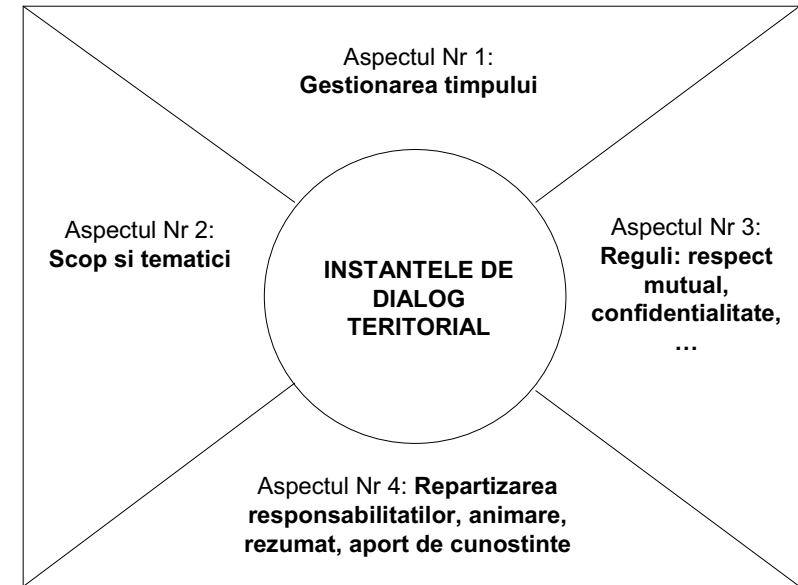 Aspectul Nr 1:
Gestionarea timpului
Aspectul Nr 2:
Scop si tematici
INSTANTELE DE
DIALOG
TERITORIAL
Aspectul Nr 3:
Reguli: respect
mutual,
confidentialitate,
…
Aspectul Nr 4: Repartizarea
responsabilitatilor, animare,
rezumat, aport de cunostinte